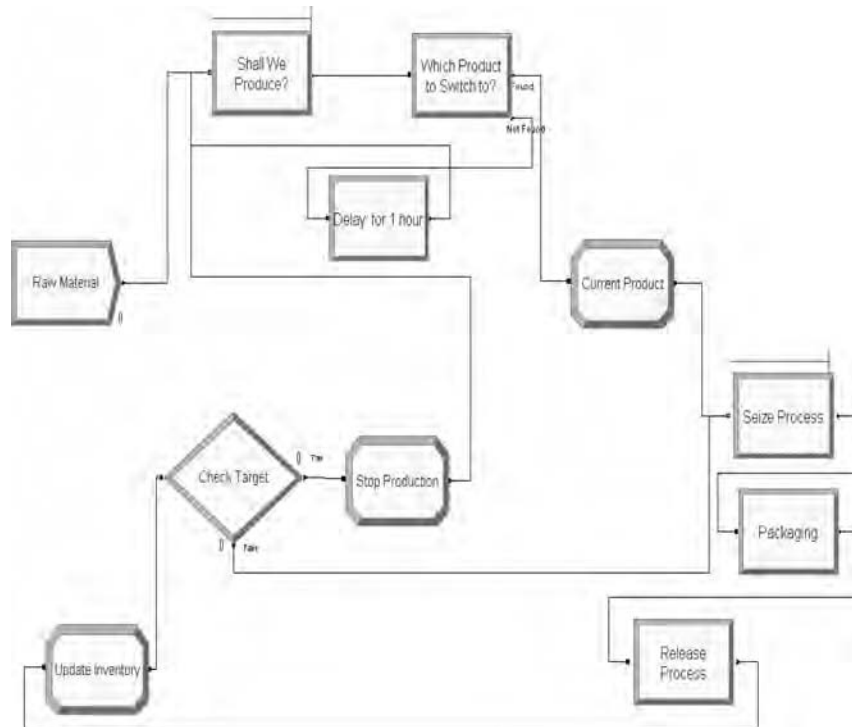 Shall We
Produce?
Which Product
to Switch to?
Found
Not Found
Delay for 1 hour
Raw Material
0
Current Product
Seize Process
Check Target
0
True
Stop Production
Packaging
0
False
Update Inventory
Release
Process